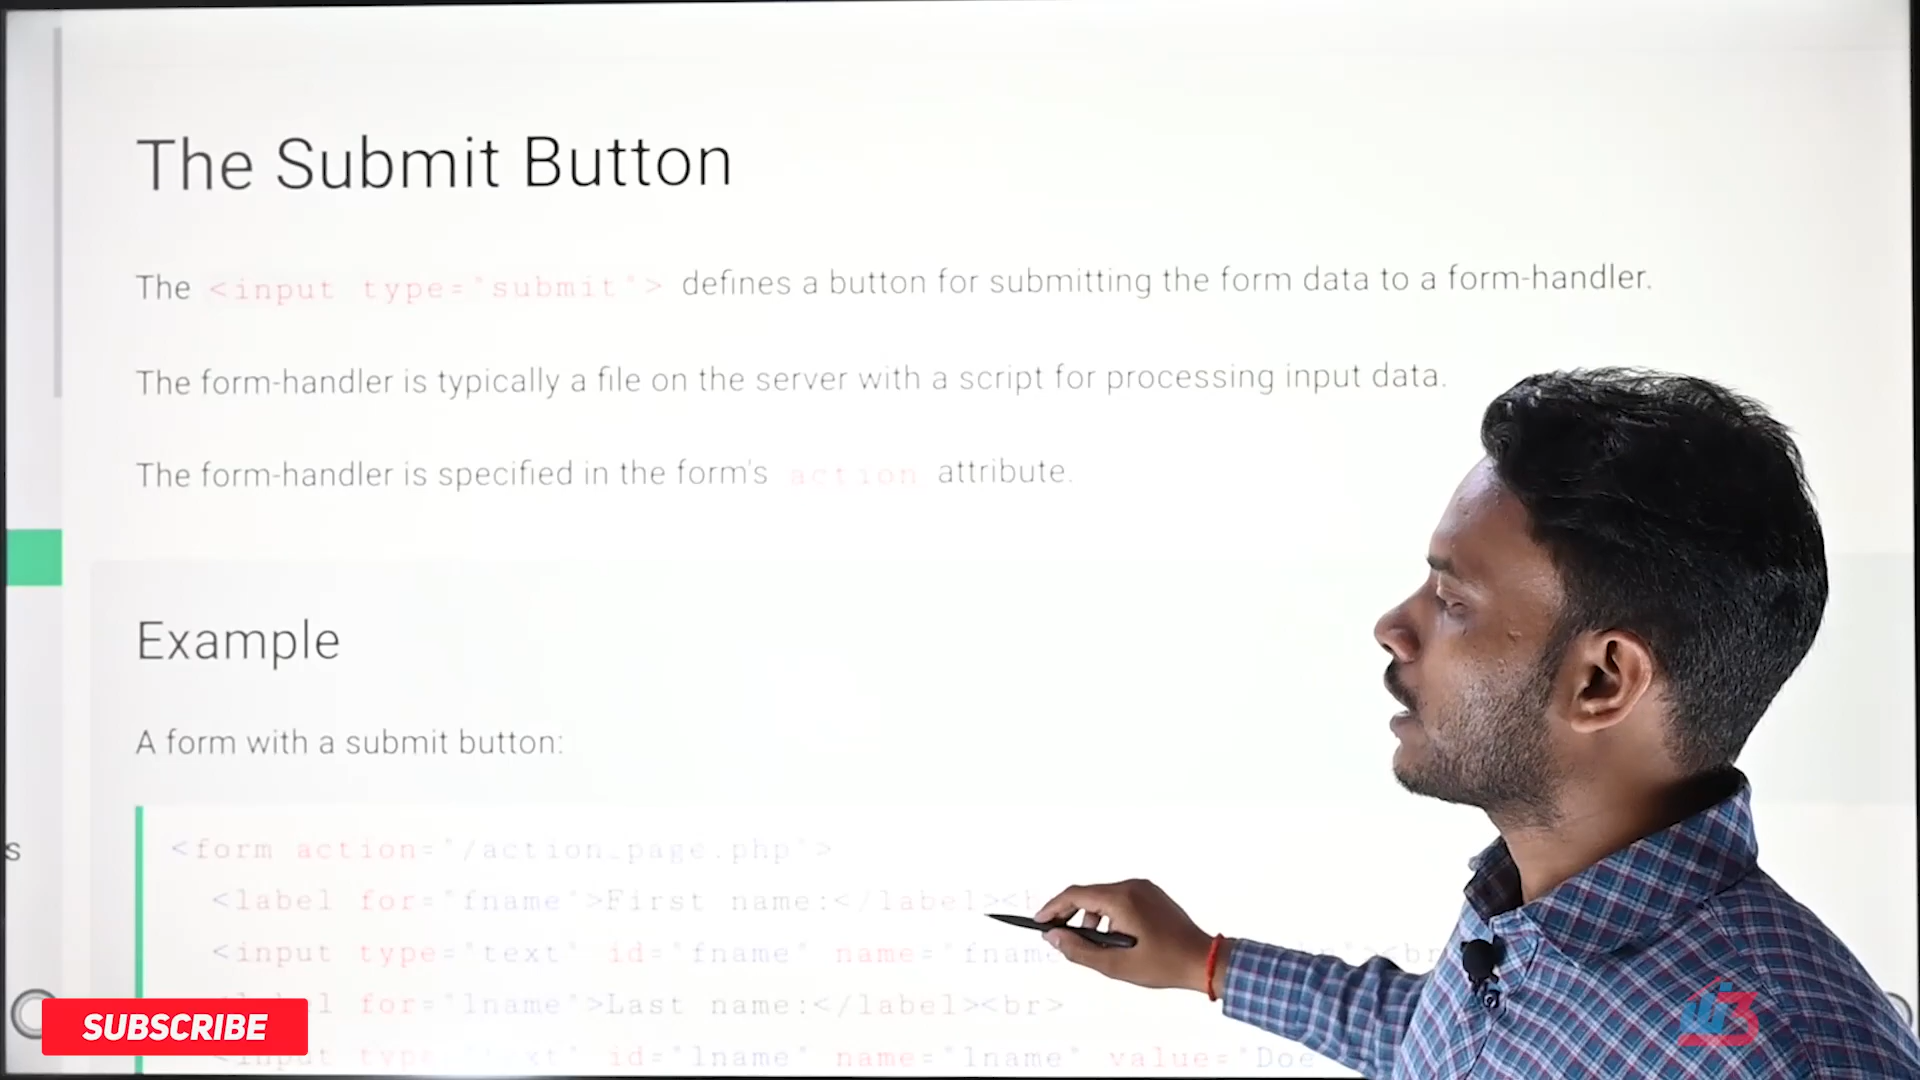 The Submit Button
The <input type="submit"> defines a button for submitting the form data to a form-handler.
The form-handler is typically a file on the server with a script for processing input data.
The form-handler is specified in the form's action attribute.
Example
A form with a submit button:
<form action="/action_page.php">
s
<label for="fname">First name:</label><b
<input type="text" id="fname" name="fname "><br
l for="lname">Last name:</label><br>
<input type="text" id="lname" name="lname" value="Doe
SUBSCRIBE